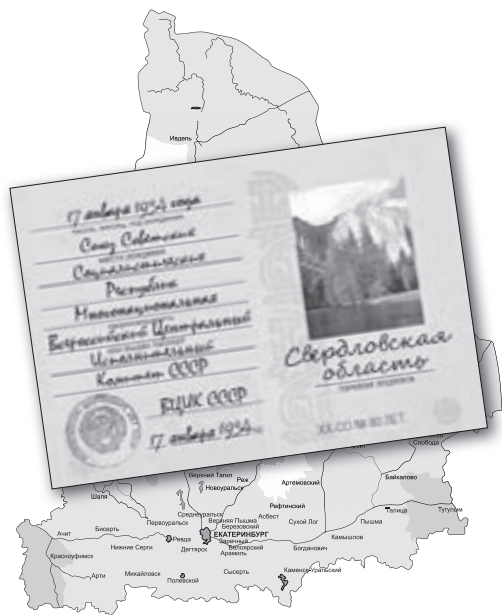 Ивдель
17 января 1934 года
Союз Советских
Социалистических
Республик
Многонациональная
Всероссийский Центральный
Исполнительный
Комитет СССР
ВЦИК СССР
17 января 1934
Свердловская
область
Слобода
Верхний Тагил
Реж
Артемовский
Байкалово
Новоуральск
Шаля
Рефтинский
Среднеуральск
Асбест
Талица
Тугулым
Первоуральск
Верхняя Пышма
Березовский
Сухой Лог
Пышма
Ачит
Бисерть
ЕКАТЕРИНБУРГ
Камышлов
Ревда
Заречный
Нижние Серги
Дегтярск
Белоярский
Богданович
Красноуфимск
Арамиль
Арти
Михайловск
Полевской
Сысерть
Каменск-Уральский